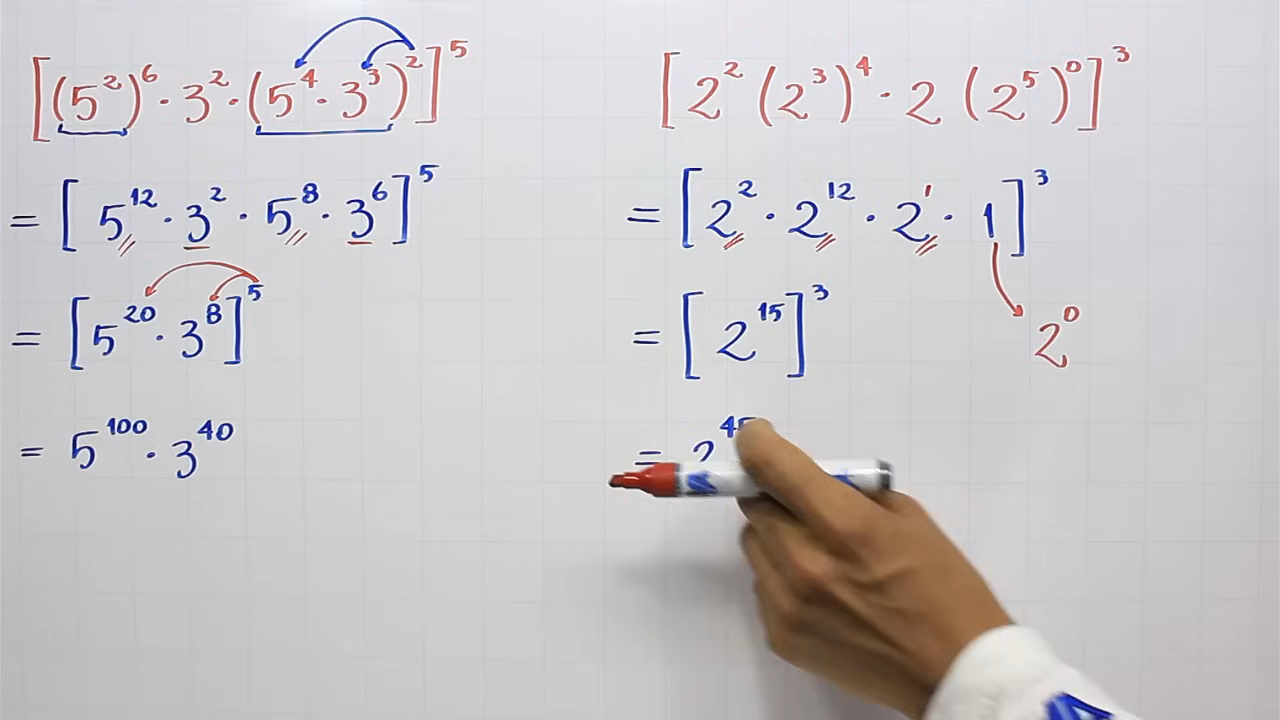 [(5²)⁶ · 3² · (5⁴ · 3³)²]⁵
= [5¹² · 3² · 5⁸ · 3⁶]⁵
= [5²⁰ · 3⁸]⁵
= 5¹⁰⁰ · 3⁴⁰
[2² (2³)⁴ · 2 (2⁵)⁰]³
= [2² · 2¹² · 2¹ · 1]³
= [2¹⁵]³
2⁰
= 2